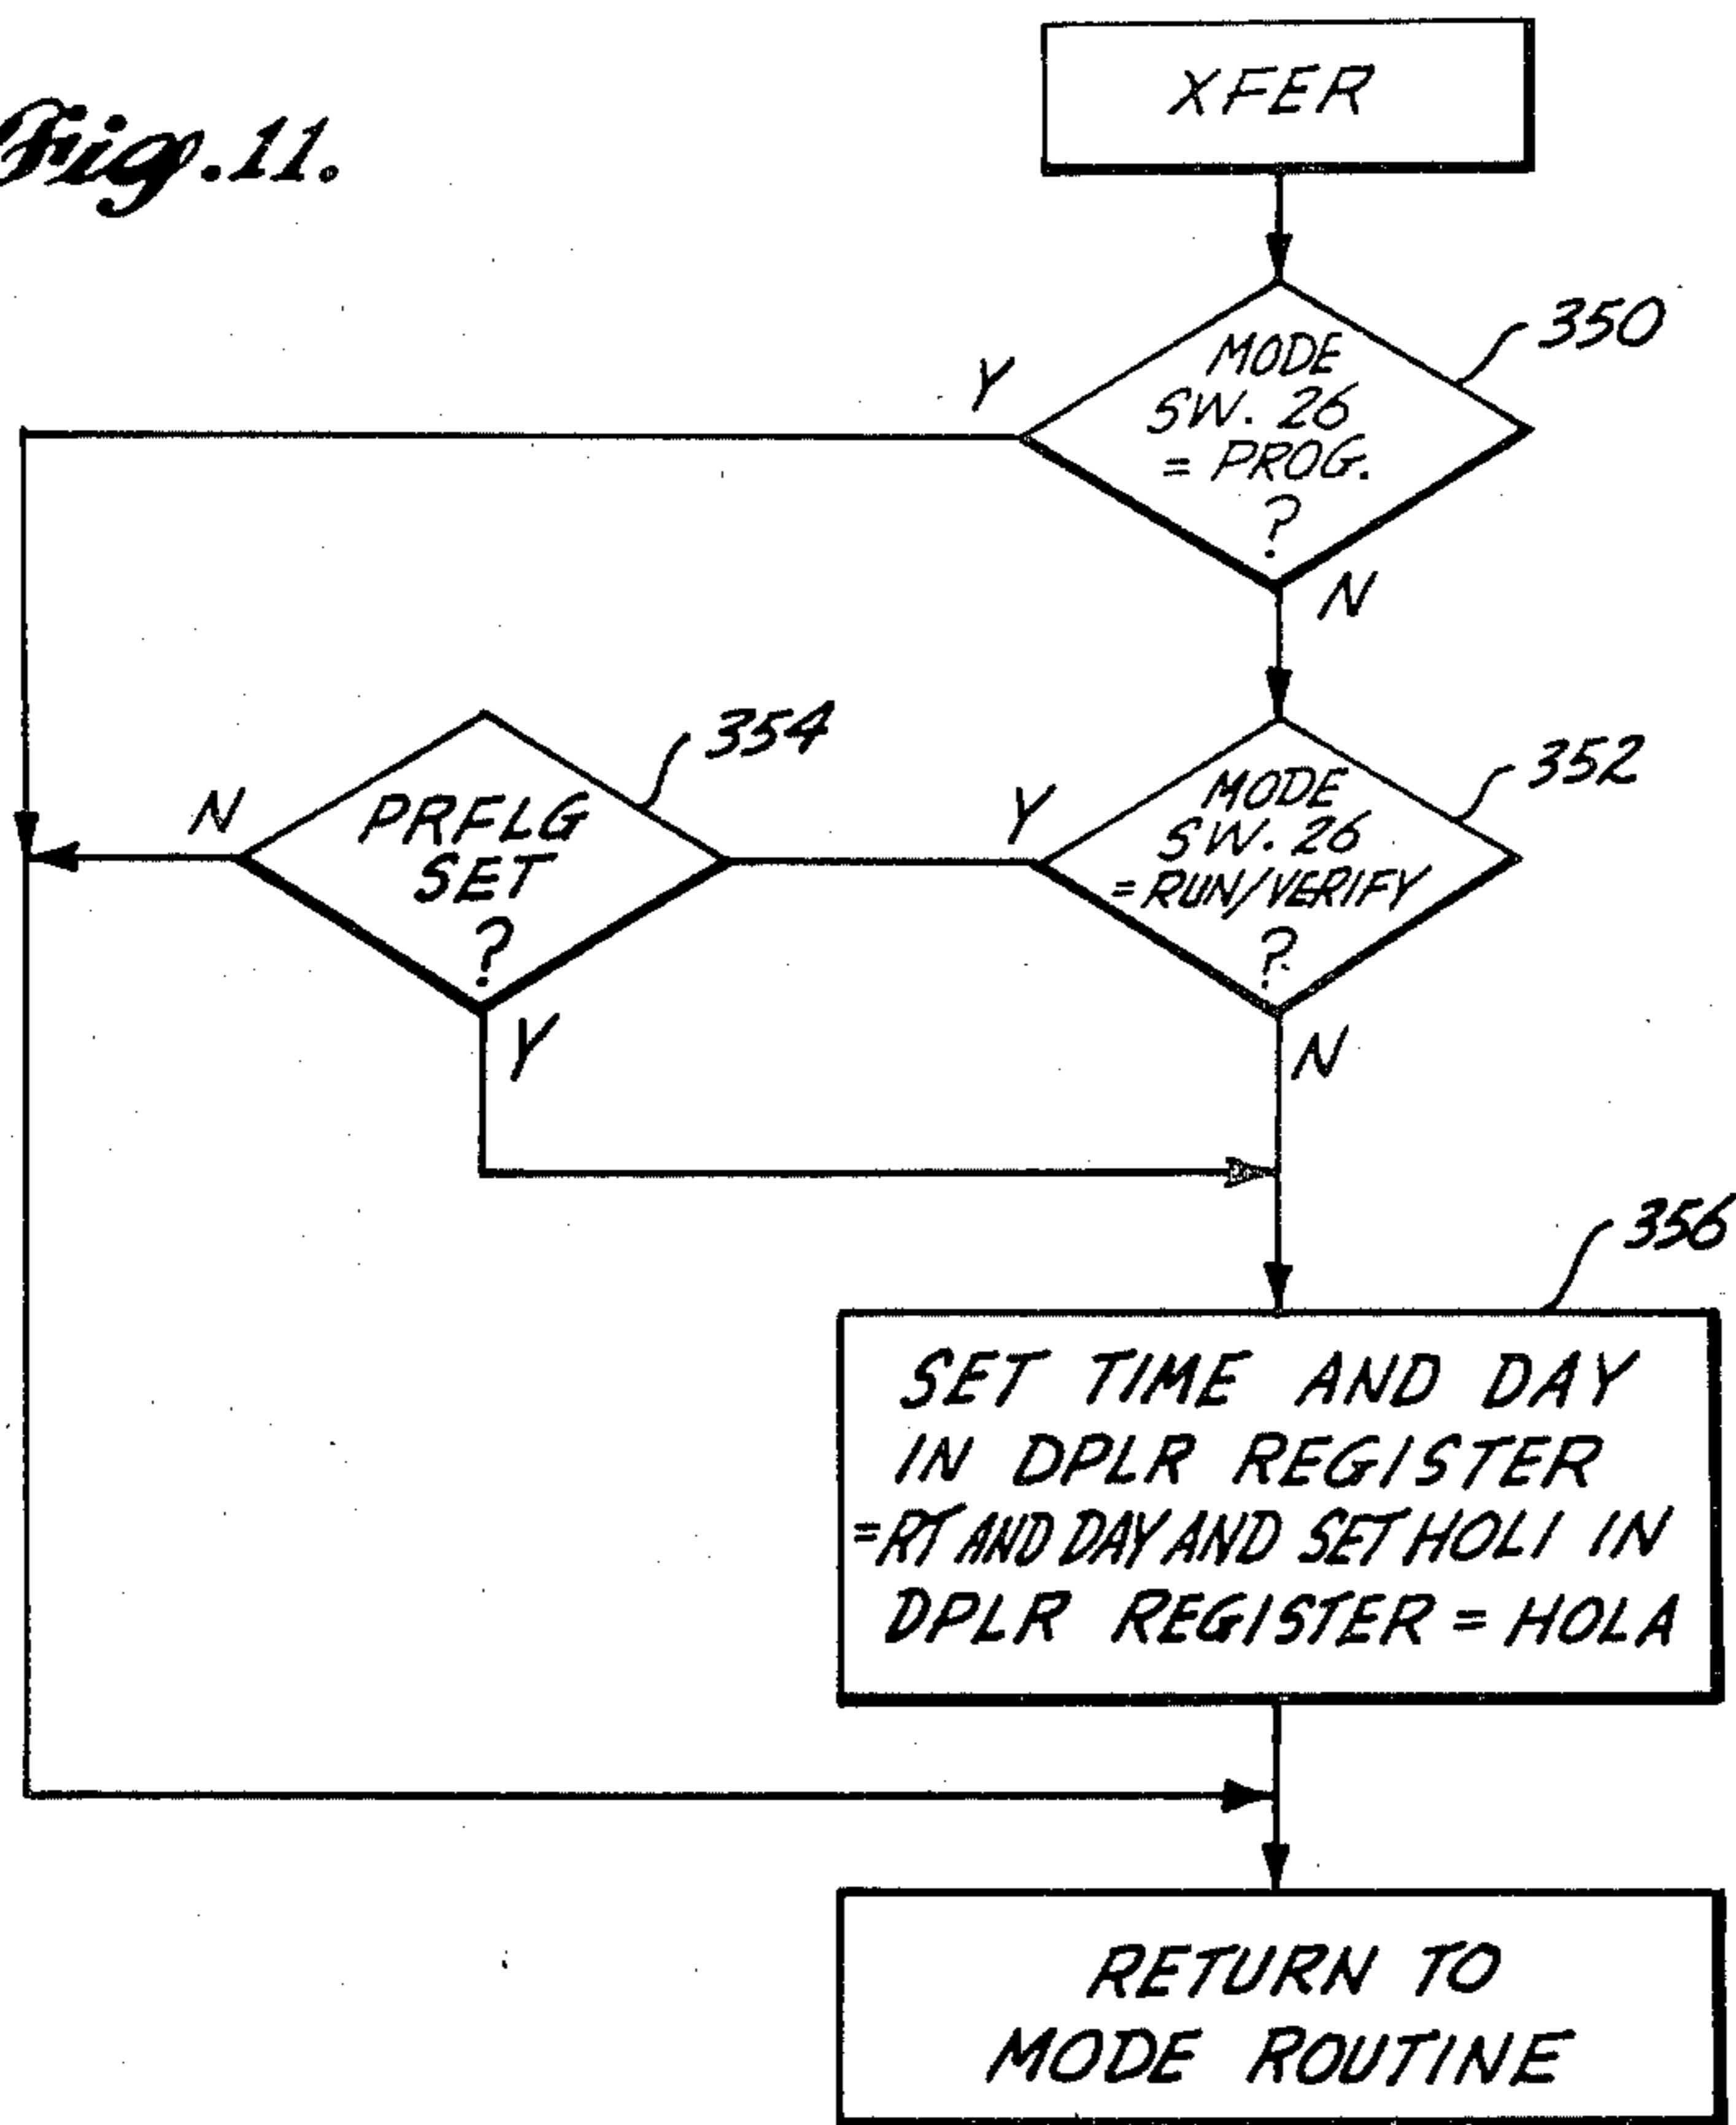 Fig. 11.
XFER
350
MODE
SW. 26
= PROG.
?
Y
N
352
MODE
SW. 26
= RUN/VERIFY
?
Y
N
354
PRFLG
SET
?
N
Y
356
SET TIME AND DAY
IN DPLR REGISTER
=RT AND DAY AND SET HOLI IN
DPLR REGISTER = HOLA
RETURN TO
MODE ROUTINE